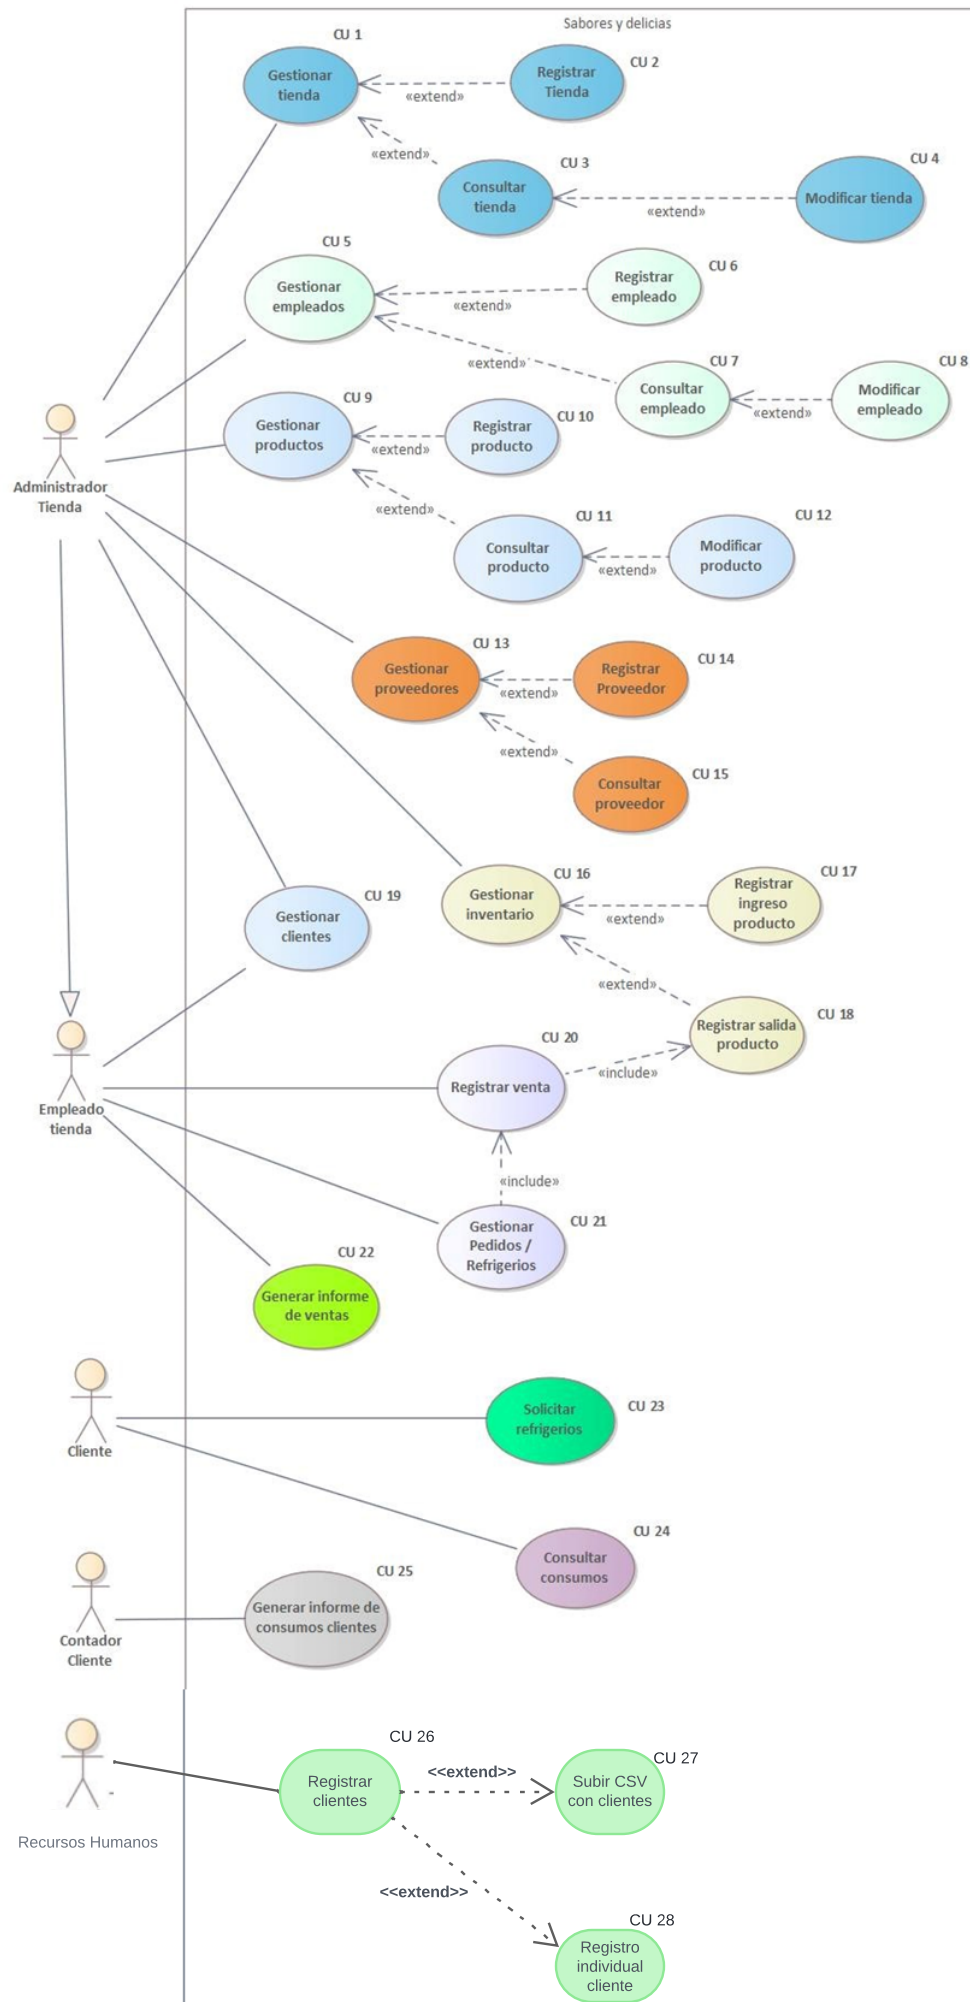 Sabores y delicias
CU 1
Gestionar
tienda
«extend»
Registrar
Tienda
CU 2
«extend»
Consultar
tienda
CU 3
«extend»
Modificar tienda
CU 4
CU 5
Gestionar
empleados
«extend»
Registrar
empleado
CU 6
«extend»
Consultar
empleado
CU 7
«extend»
Modificar
empleado
CU 8
CU 9
Gestionar
productos
«extend»
Registrar
producto
CU 10
Administrador
Tienda
«extend»
Consultar
producto
CU 11
«extend»
Modificar
producto
CU 12
CU 13
Gestionar
proveedores
«extend»
Registrar
Proveedor
CU 14
«extend»
Consultar
proveedor
CU 15
CU 16
Gestionar
inventario
«extend»
Registrar
ingreso
producto
CU 17
CU 19
Gestionar
clientes
«extend»
Registrar salida
producto
CU 18
Empleado
tienda
CU 20
Registrar venta
«include»
«include»
Gestionar
Pedidos /
Refrigerios
CU 21
CU 22
Generar informe
de ventas
Cliente
Solicitar
refrigerios
CU 23
Consultar
consumos
CU 24
Contador
Cliente
CU 25
Generar informe de
consumos clientes
Recursos Humanos
CU 26
Registrar
clientes
<<extend>>
CU 27
Subir CSV
con clientes
<<extend>>
CU 28
Registro
individual
cliente